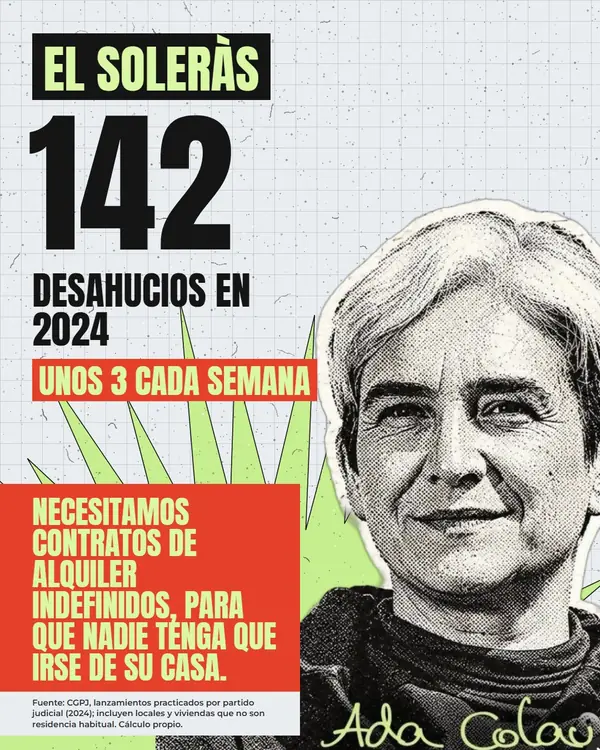 EL SOLERÀS
142
DESAHUCIOS EN
2024
UNOS 3 CADA SEMANA
NECESITAMOS
CONTRATOS DE
ALQUILER
INDEFINIDOS, PARA
QUE NADIE TENGA QUE
IRSE DE SU CASA.
Fuente: CGPJ, lanzamientos practicados por partido
judicial (2024); incluyen locales y viviendas que no son
residencia habitual. Cálculo propio.
Ada Colau